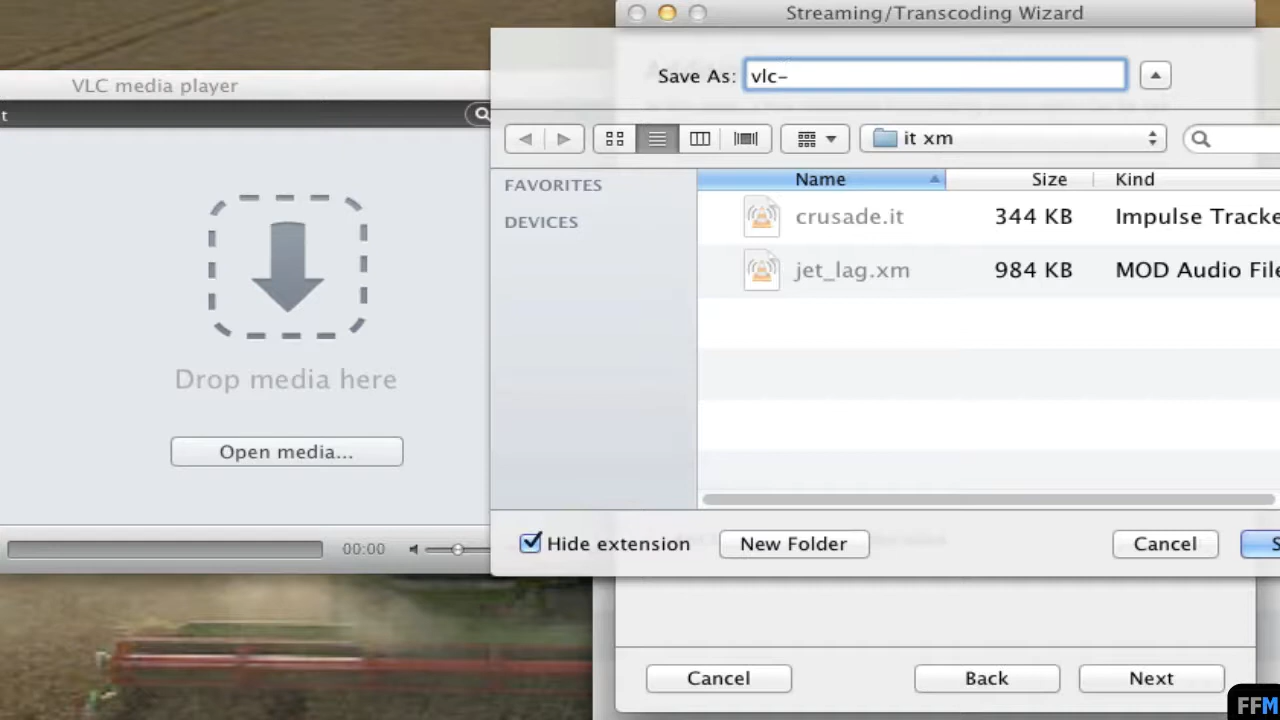 Streaming/Transcoding Wizard
VLC media player
Save As: vlc-
t
it xm
FAVORITES
DEVICES
Name Size Kind
crusade.it 344 KB Impulse Tracke
jet_lag.xm 984 KB MOD Audio File
Drop media here
Open media...
00:00
Hide extension New Folder Cancel S
Cancel Back Next
FFM